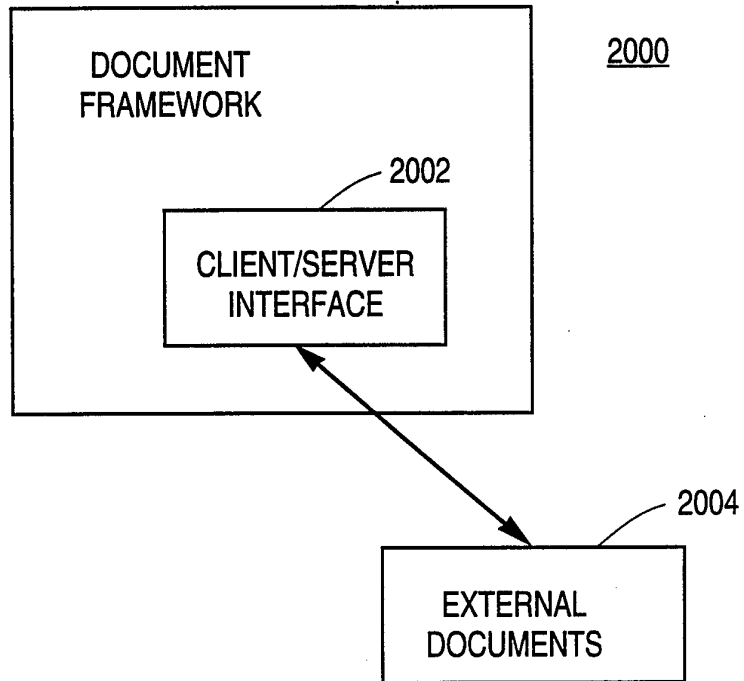 DOCUMENT
FRAMEWORK
2000
2002
CLIENT/SERVER
INTERFACE
2004
EXTERNAL
DOCUMENTS